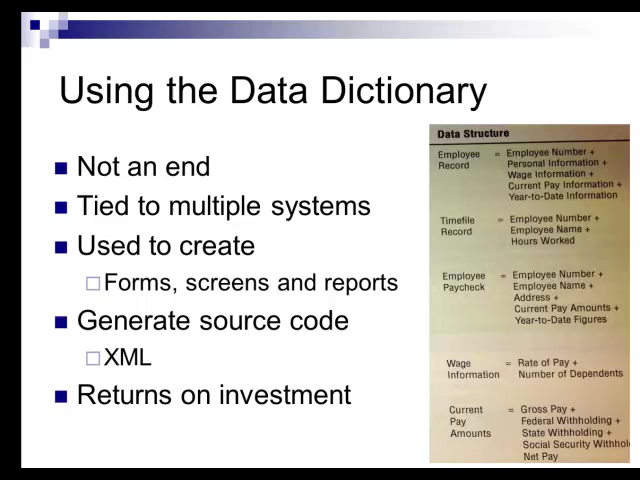 Using the Data Dictionary
Not an end
Tied to multiple systems
Used to create
Forms, screens and reports
Generate source code
XML
Returns on investment
Data Structure
Employee Record = Employee Number +
Personal Information +
Wage Information +
Current Pay Information +
Year-to-Date Information
Timefile Record = Employee Number +
Employee Name +
Hours Worked
Employee Paycheck = Employee Number +
Employee Name +
Address +
Current Pay Amounts +
Year-to-Date Figures
Wage Information = Rate of Pay +
Number of Dependents
Current Pay Amounts = Gross Pay +
Federal Withholding +
State Withholding +
Social Security Withhol
Net Pay